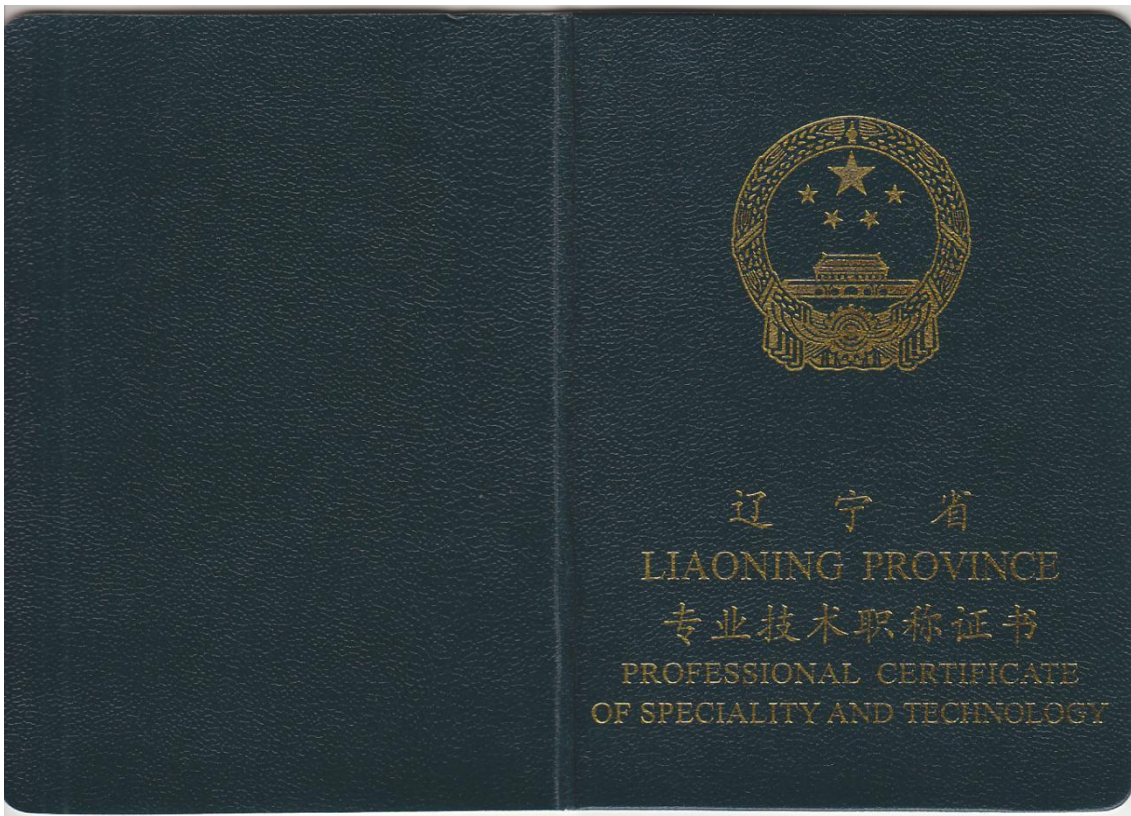 辽宁省
LIAONING PROVINCE
专业技术职称证书
PROFESSIONAL CERTIFICATE
OF SPECIALITY AND TECHNOLOGY